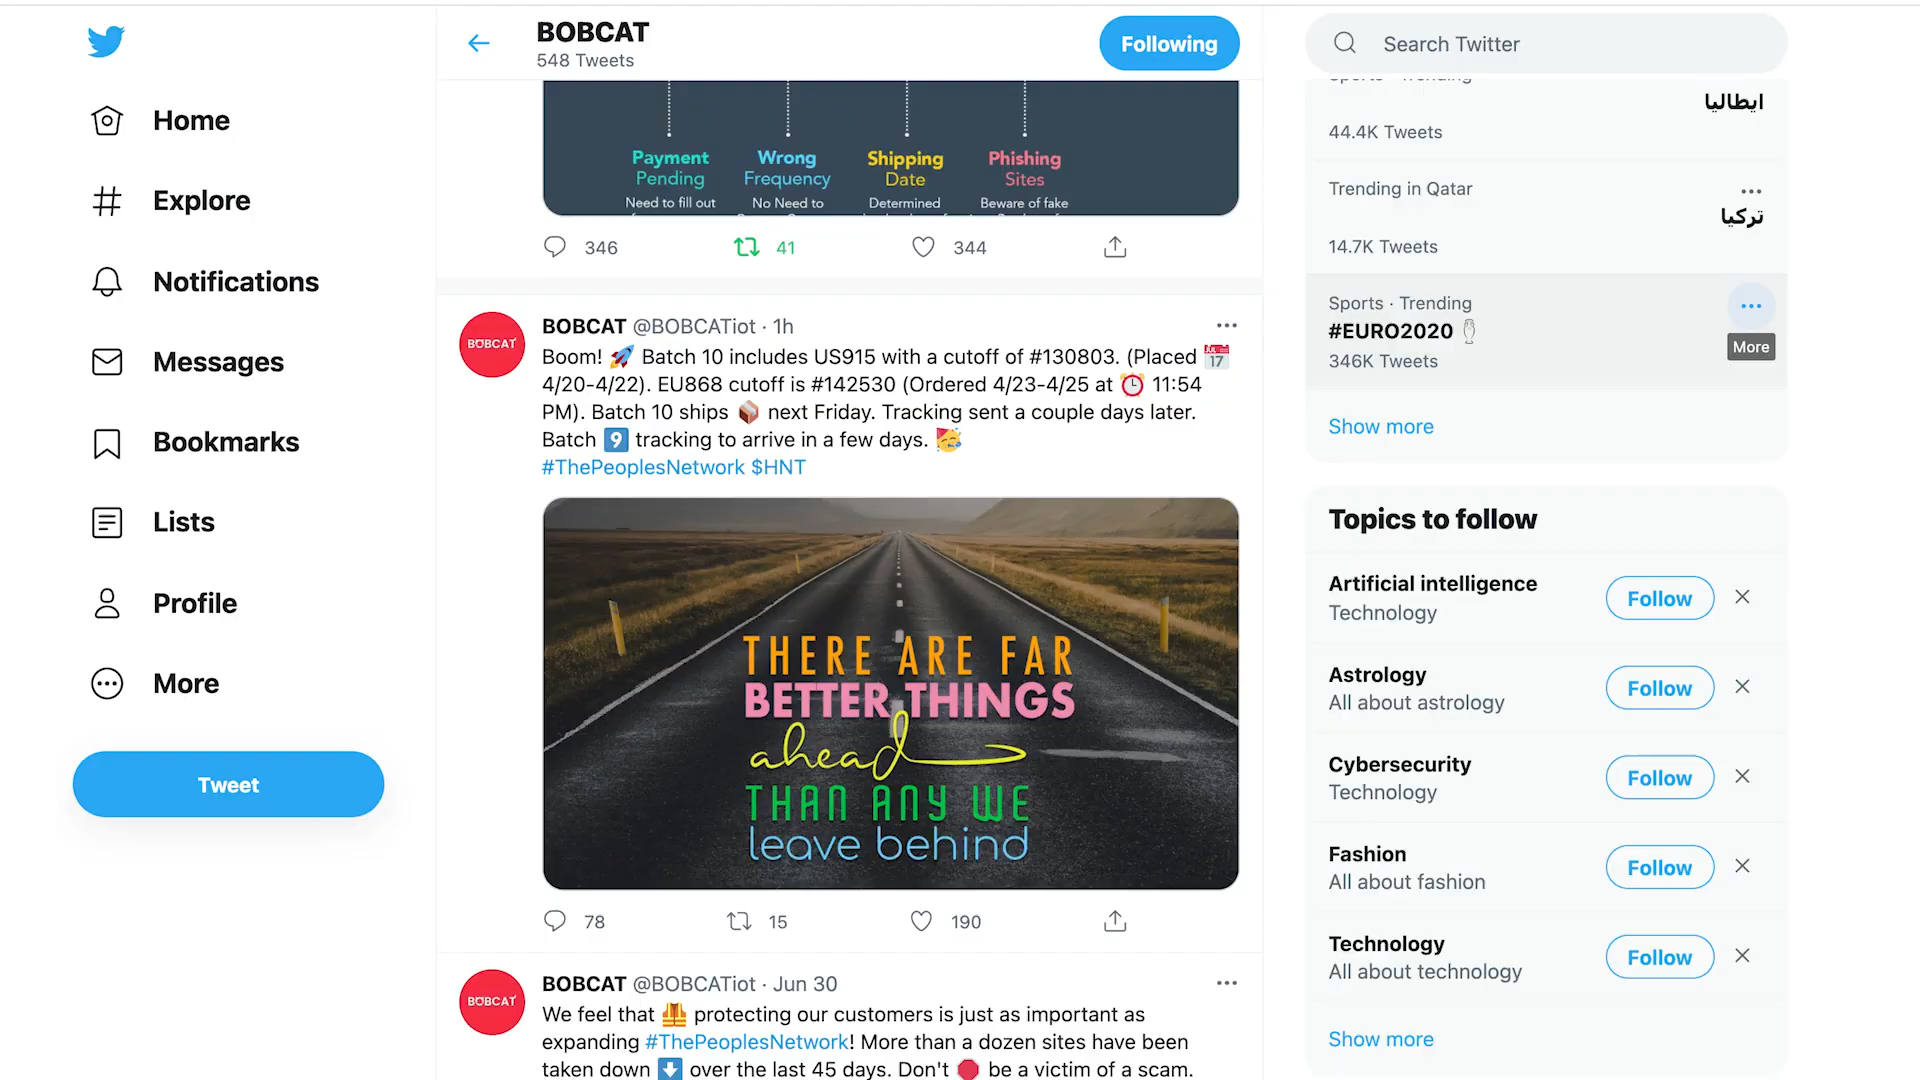 BOBCAT
548 Tweets
Following
Search Twitter
Home
Explore
Notifications
Messages
Bookmarks
Lists
Profile
More
Tweet
Payment
Pending
Need to fill out
Wrong
Frequency
No Need to
Shipping
Date
Determined
Phishing
Sites
Beware of fake
346
41
344
BOBCAT
BOBCAT @BOBCATiot · 1h
Boom! 🚀 Batch 10 includes US915 with a cutoff of #130803. (Placed 📅
4/20-4/22). EU868 cutoff is #142530 (Ordered 4/23-4/25 at ⏰ 11:54
PM). Batch 10 ships 📦 next Friday. Tracking sent a couple days later.
Batch 9️⃣ tracking to arrive in a few days. 🥳
#ThePeoplesNetwork $HNT
THERE ARE FAR
BETTER THINGS
ahead
THAN ANY WE
leave behind
78
15
190
BOBCAT
BOBCAT @BOBCATiot · Jun 30
We feel that 🦺 protecting our customers is just as important as
expanding #ThePeoplesNetwork! More than a dozen sites have been
taken down ⬇️ over the last 45 days. Don't 🛑 be a victim of a scam.
Sports · Trending
ايطاليا
44.4K Tweets
Trending in Qatar
تركيا
14.7K Tweets
Sports · Trending
#EURO2020
346K Tweets
More
Show more
Topics to follow
Artificial intelligence
Technology
Follow
Astrology
All about astrology
Follow
Cybersecurity
Technology
Follow
Fashion
All about fashion
Follow
Technology
All about technology
Follow
Show more